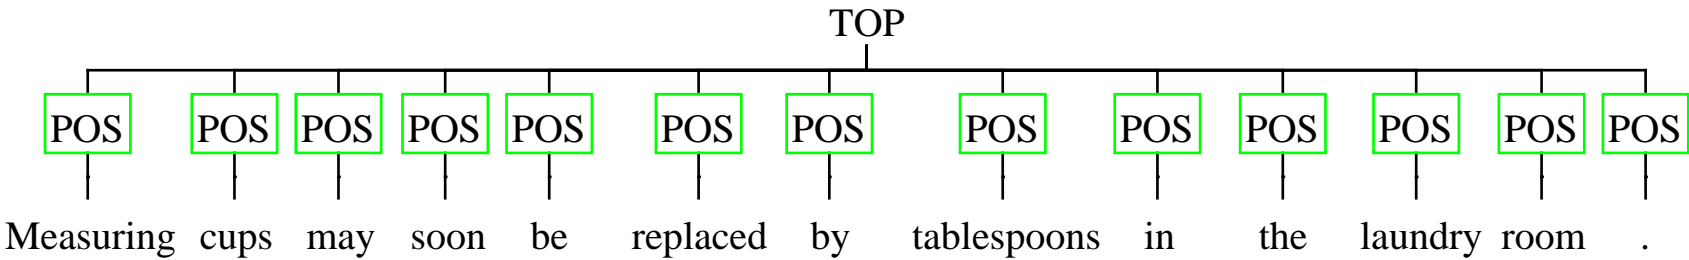 TOP
POS POS POS POS POS POS POS POS POS POS POS POS POS
Measuring cups may soon be replaced by tablespoons in the laundry room .